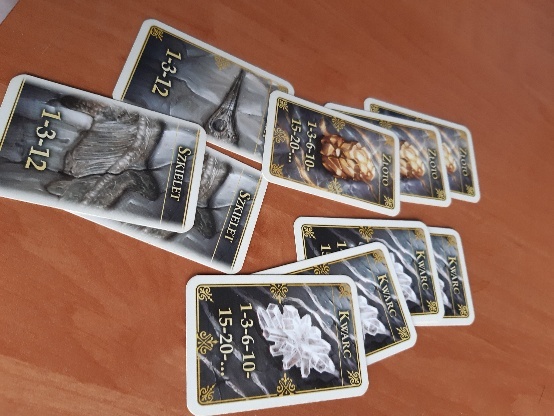 1-3-12
1-3-12
SZKIELET
SZKIELET
1-3-6-10-
15-20-...
ZŁOTO
ZŁOTO
ZŁOTO
KWARC
KWARC
KWARC
1-3-6-10-
15-20-...
KWARC